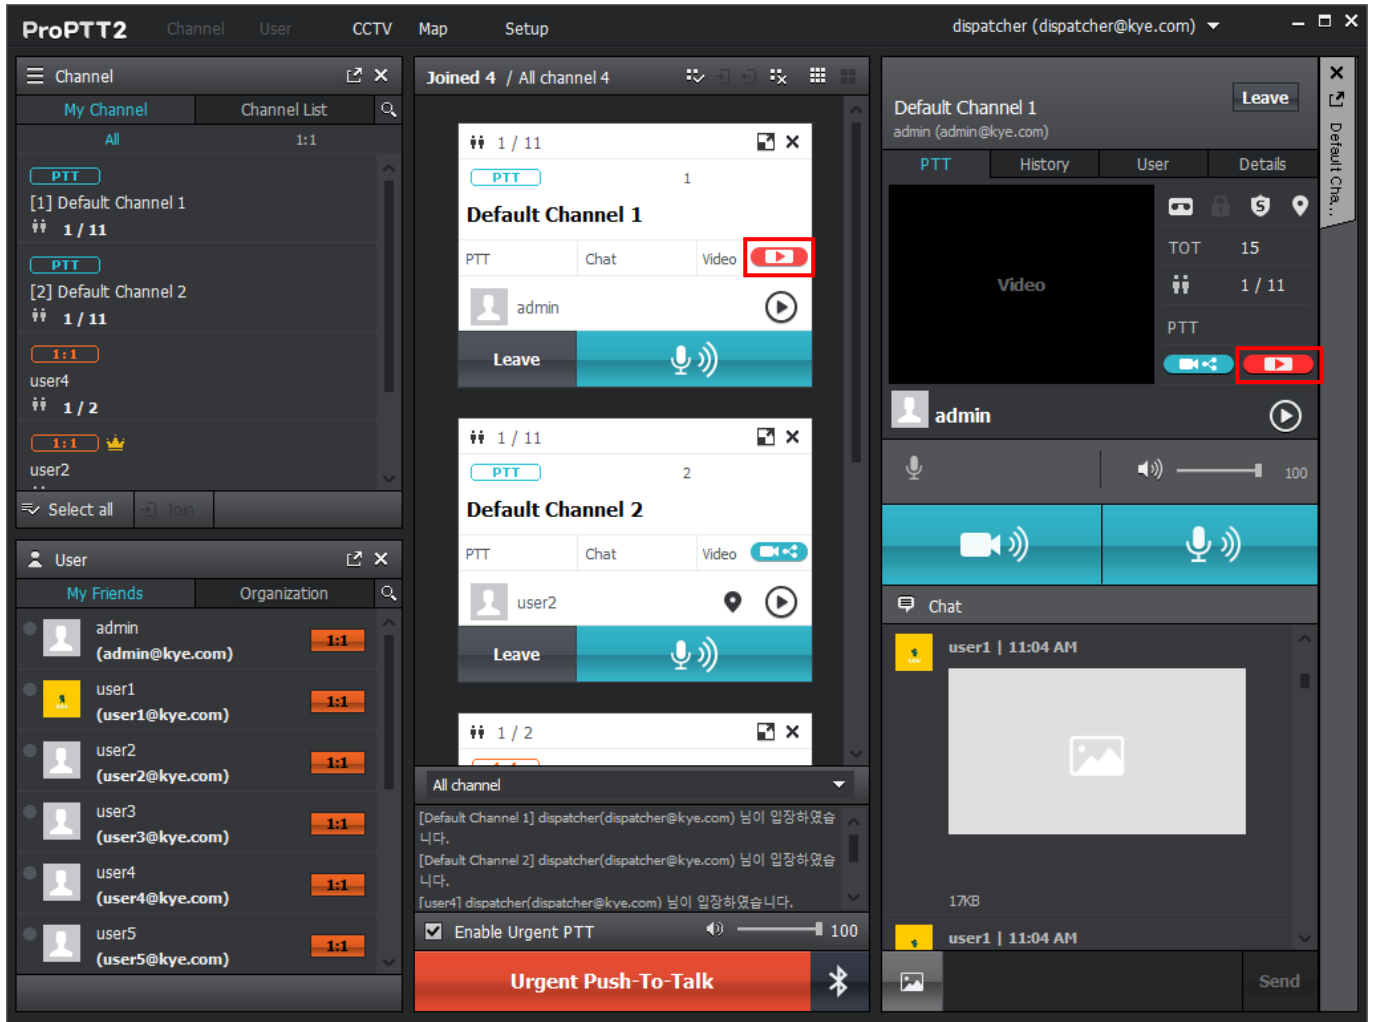 ProPTT2
Channel
User
CCTV
Map
Setup
dispatcher (dispatcher@kye.com)
Channel
My Channel
Channel List
All
1:1
PTT
[1] Default Channel 1
1 / 11
PTT
[2] Default Channel 2
1 / 11
1:1
user4
1 / 2
1:1
user2
Select all
Join
User
My Friends
Organization
admin
(admin@kye.com)
1:1
user1
(user1@kye.com)
1:1
user2
(user2@kye.com)
1:1
user3
(user3@kye.com)
1:1
user4
(user4@kye.com)
1:1
user5
(user5@kye.com)
1:1
Joined 4 / All channel 4
1 / 11
PTT
1
Default Channel 1
PTT
Chat
Video
admin
Leave
1 / 11
PTT
2
Default Channel 2
PTT
Chat
Video
user2
Leave
1 / 2
All channel
[Default Channel 1] dispatcher(dispatcher@kye.com) 님이 입장하였습
니다.
[Default Channel 2] dispatcher(dispatcher@kye.com) 님이 입장하였습
니다.
[user4] dispatcher(dispatcher@kye.com) 님이 입장하였습니다.
Enable Urgent PTT
100
Urgent Push-To-Talk
Default Channel 1
admin (admin@kye.com)
Leave
PTT
History
User
Details
Video
TOT 15
1 / 11
PTT
admin
100
Chat
user1 | 11:04 AM
17KB
user1 | 11:04 AM
Send
Default Cha...